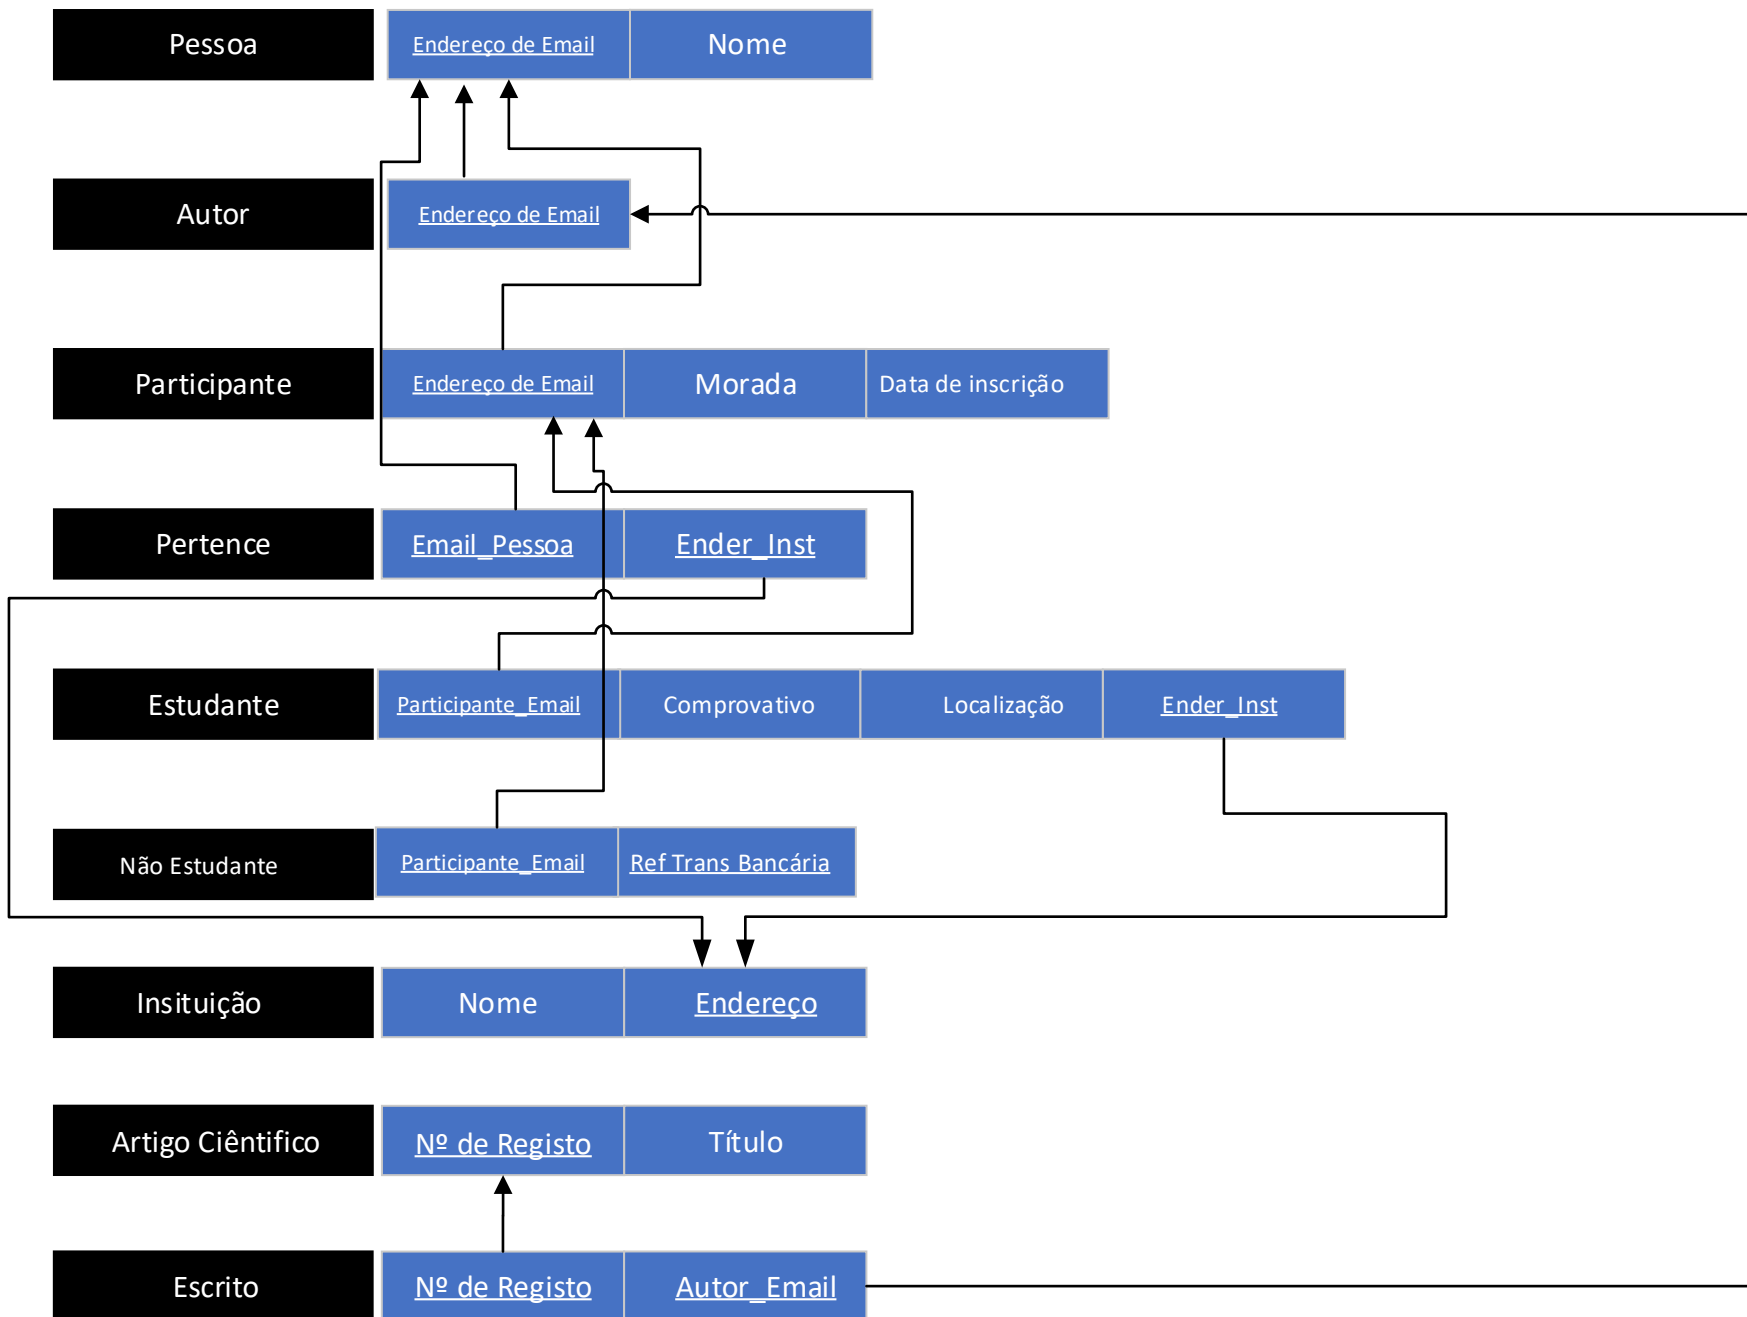 Pessoa Endereço de Email Nome
Autor Endereço de Email
Participante Endereço de Email Morada Data de inscrição
Pertence Email_Pessoa Ender_Inst
Estudante Participante_Email Comprovativo Localização Ender_Inst
Não Estudante Participante_Email Ref Trans Bancária
Insituição Nome Endereço
Artigo Ciêntifico Nº de Registo Título
Escrito Nº de Registo Autor_Email